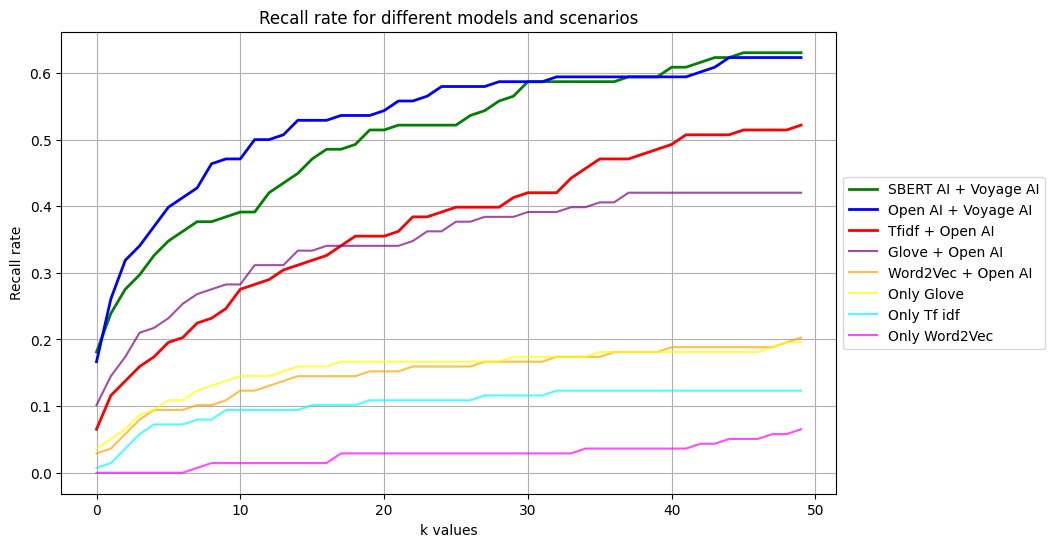 Recall rate for different models and scenarios
Recall rate
0.6
0.5
0.4
0.3
0.2
0.1
0.0
0
10
20
30
40
50
k values
SBERT AI + Voyage AI
Open AI + Voyage AI
Tfidf + Open AI
Glove + Open AI
Word2Vec + Open AI
Only Glove
Only Tf idf
Only Word2Vec